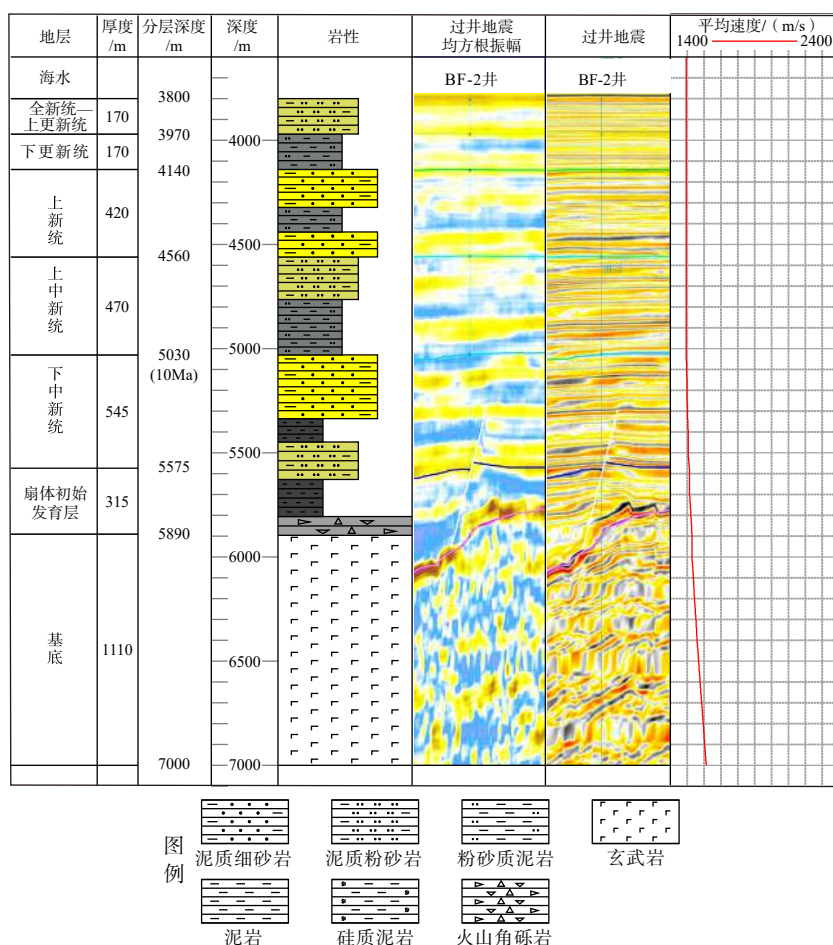 地层
厚度
/m
分层深度
/m
深度
/m
岩性
过井地震
均方根振幅
过井地震
平均速度/（m/s）
1400
2400
海水
BF-2井
BF-2井
3800
全新统—
上更新统
170
3970
4000
下更新统
170
4140
上新统
420
4500
4560
上中新统
470
5000
5030
(10Ma)
下中新统
545
5500
5575
扇体初始
发育层
315
5890
6000
基底
1110
6500
7000
7000
图例
泥质细砂岩
泥质粉砂岩
粉砂质泥岩
玄武岩
泥岩
硅质泥岩
火山角砾岩